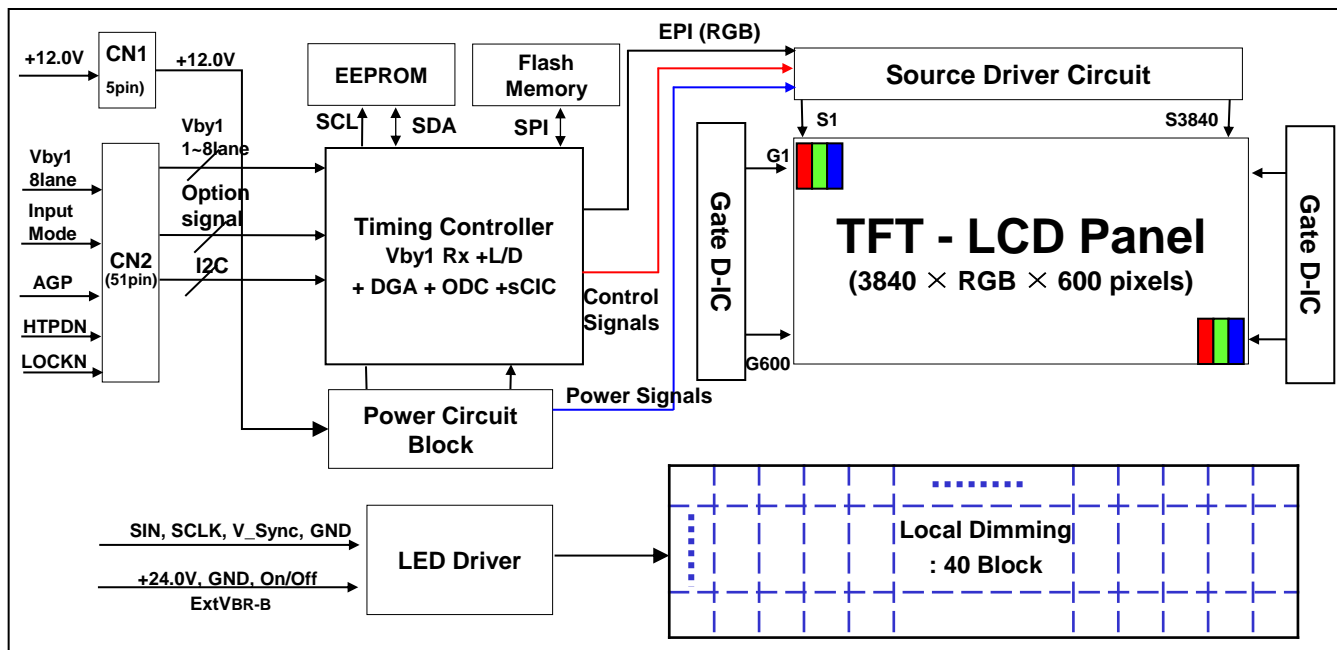 +12.0V
CN1
5pin)
+12.0V
EEPROM
Flash
Memory
EPI (RGB)
Source Driver Circuit
SCL
SDA
SPI
S1
S3840
Vby1
1~8lane
Vby1
8lane
Input
Mode
Option
signal
CN2
(51pin)
I2C
AGP
HTPDN
LOCKN
Timing Controller
Vby1 Rx +L/D
+ DGA + ODC +sCIC
Control
Signals
G1
Gate D-IC
G600
TFT - LCD Panel
(3840 × RGB × 600 pixels)
Gate D-IC
Power Signals
Power Circuit
Block
SIN, SCLK, V_Sync, GND
+24.0V, GND, On/Off
ExtVBR-B
LED Driver
Local Dimming
: 40 Block